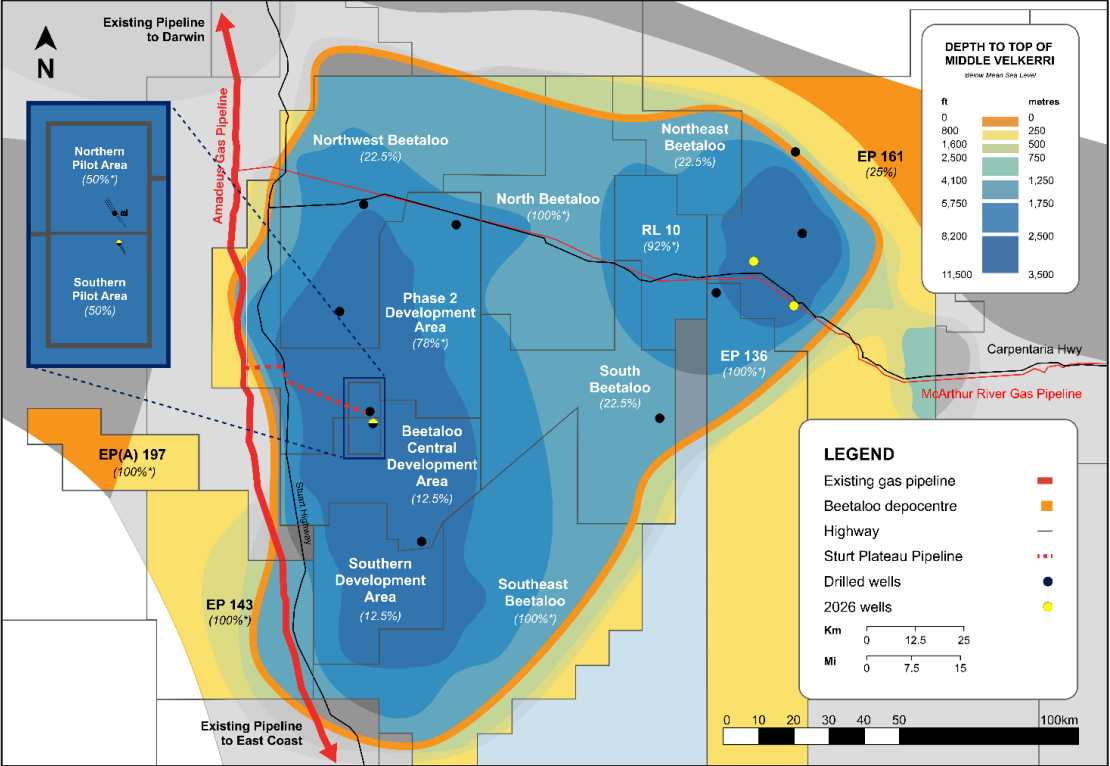 Existing Pipeline
to Darwin
N
Amadeus Gas Pipeline
Northern
Pilot Area
(50%*)
Southern
Pilot Area
(50%)
Northwest Beetaloo
(22.5%)
Northeast
Beetaloo
(22.5%)
EP 161
(25%)
North Beetaloo
(100%*)
RL 10
(92%*)
Phase 2
Development
Area
(78%*)
EP 136
(100%*)
South
Beetaloo
(22.5%)
Carpentaria Hwy
McArthur River Gas Pipeline
Beetaloo
Central
Development
Area
(12.5%)
EP(A) 197
(100%*)
Stuart Highway
Southern
Development
Area
(12.5%)
Southeast
Beetaloo
(100%*)
EP 143
(100%*)
Existing Pipeline
to East Coast
DEPTH TO TOP OF
MIDDLE VELKERRI
Below Mean Sea Level
ft metres
0 0
800 250
1,600 500
2,500 750
4,100 1,250
5,750 1,750
8,200 2,500
11,500 3,500
LEGEND
Existing gas pipeline
Beetaloo depocentre
Highway
Sturt Plateau Pipeline
Drilled wells
2026 wells
Km 0 12.5 25
Mi 0 7.5 15
0 10 20 30 40 50 100km